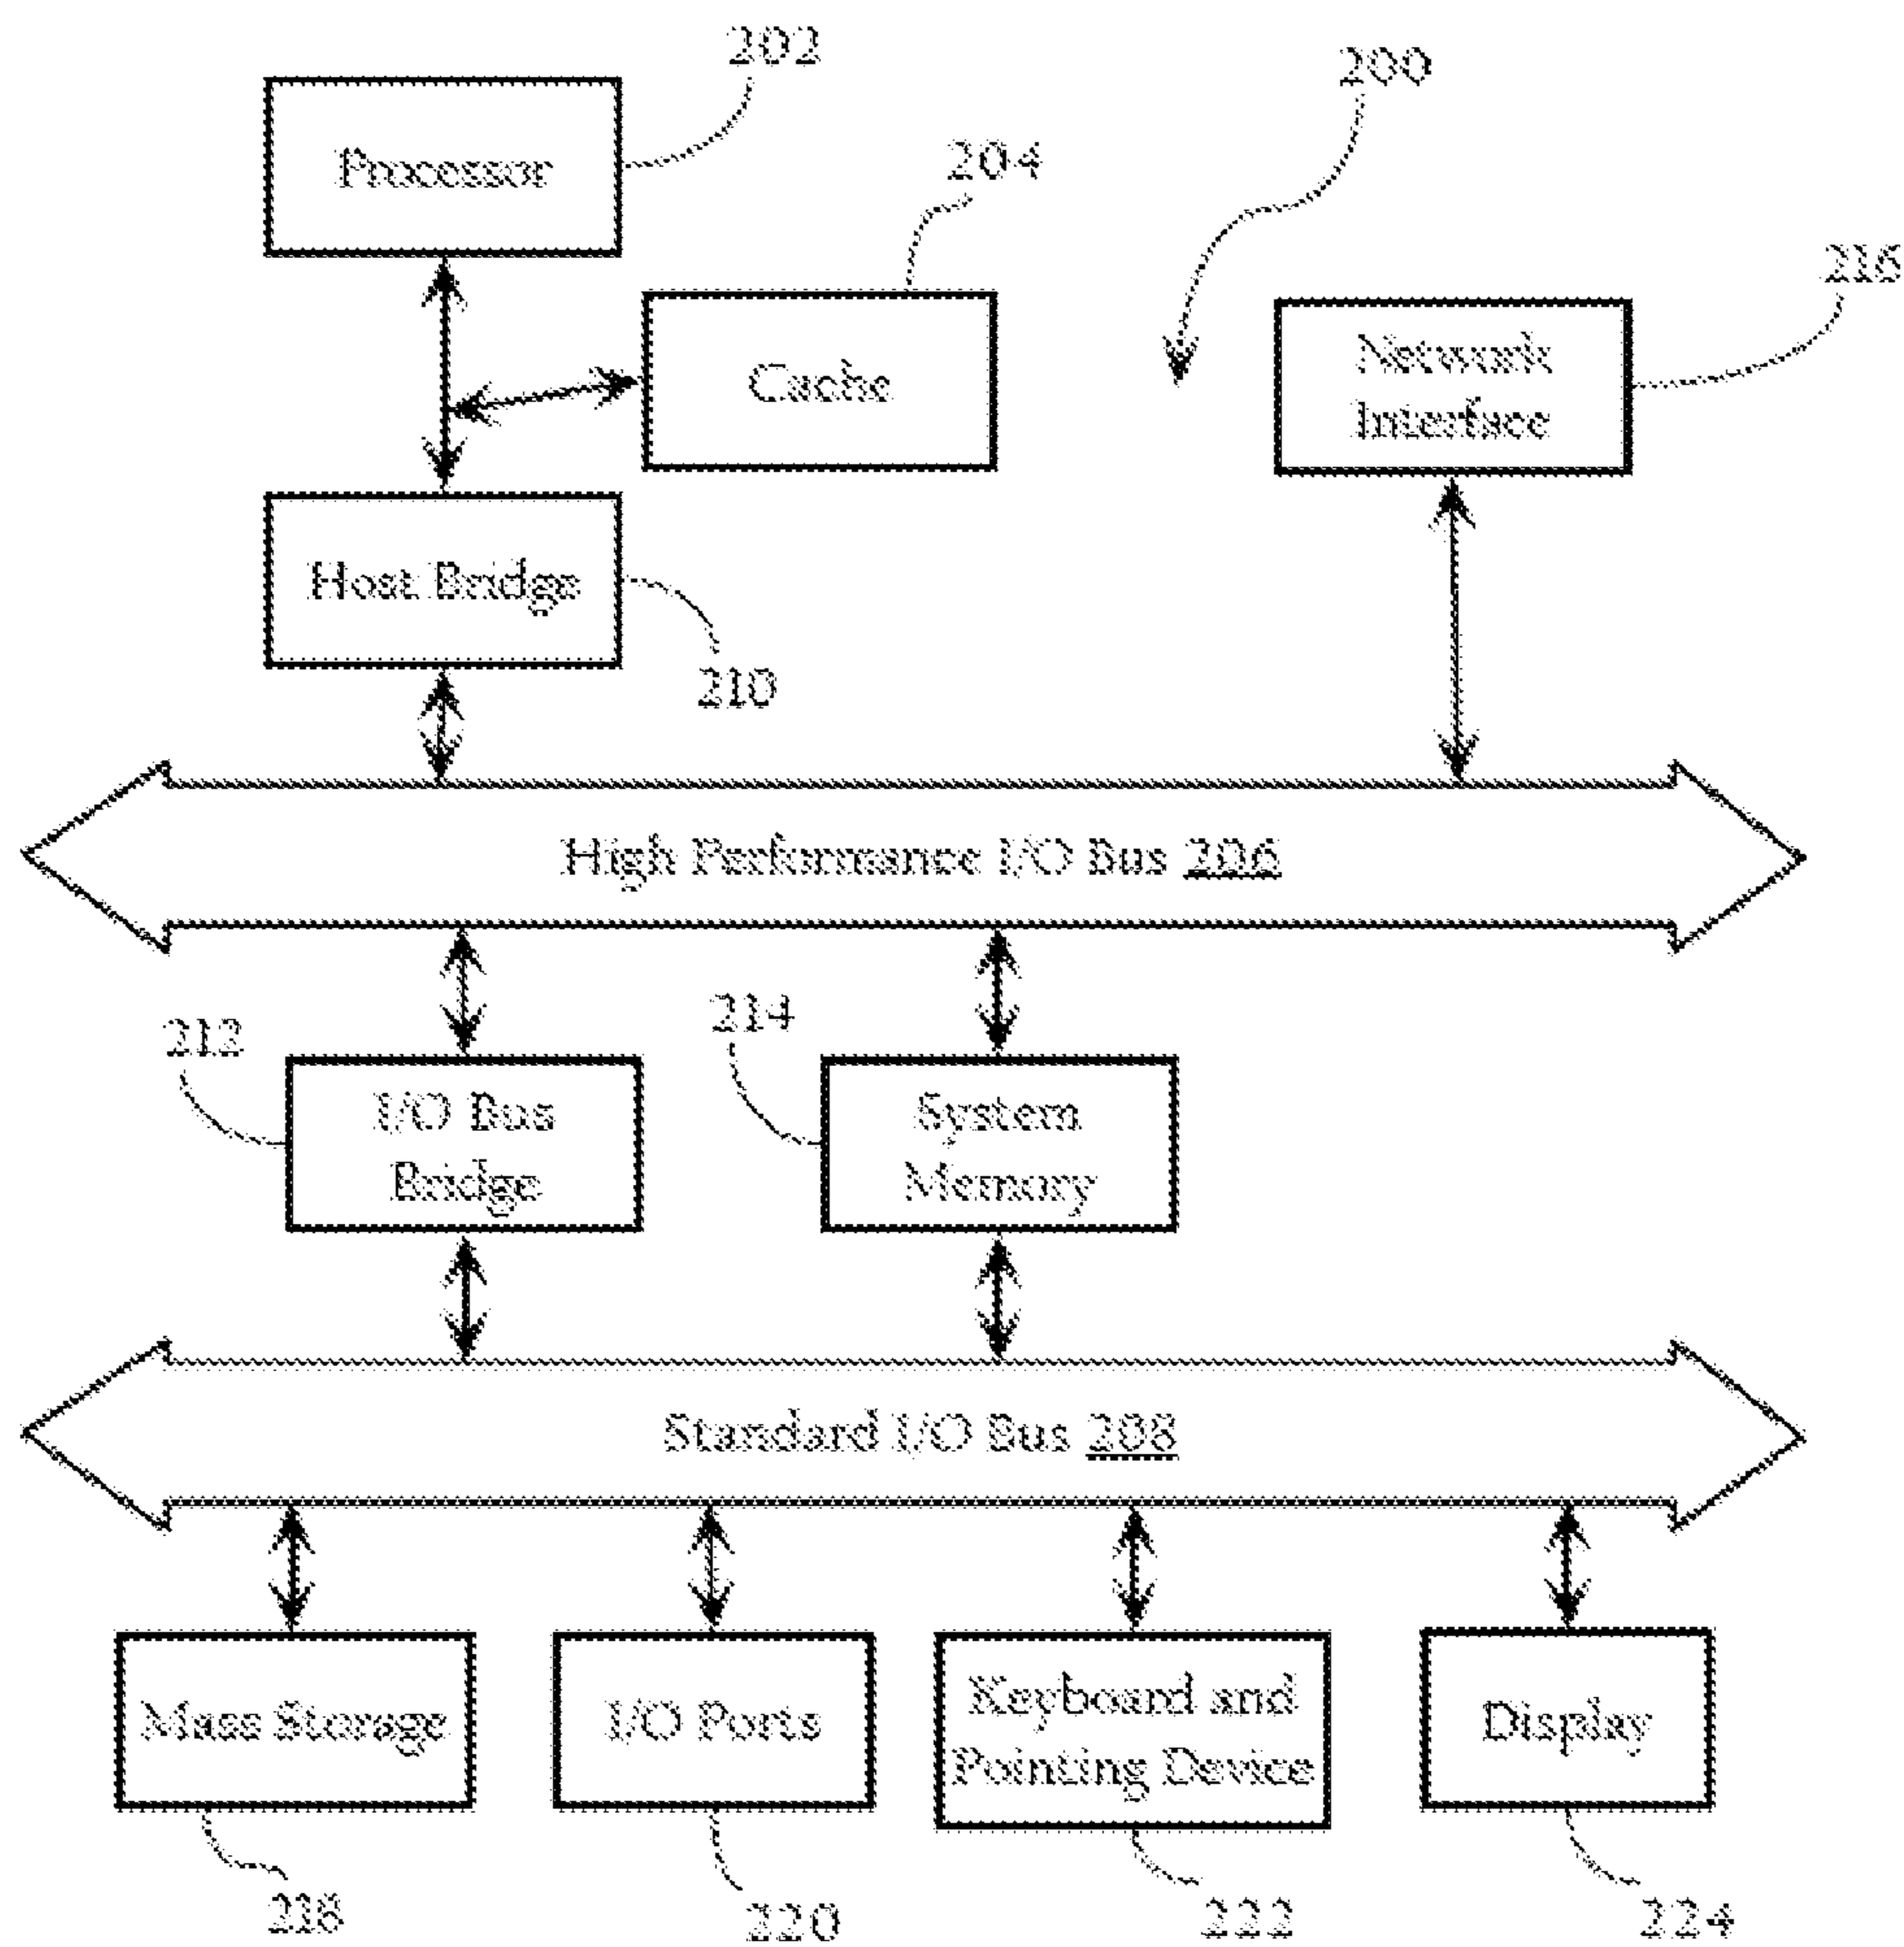 202
200
Processor
204
216
Cache
Network
Interface
Host Bridge
210
High Performance I/O Bus 206
212
214
I/O Bus
Bridge
System
Memory
Standard I/O Bus 208
Mass Storage
I/O Ports
Keyboard and
Pointing Device
Display
218
220
222
224